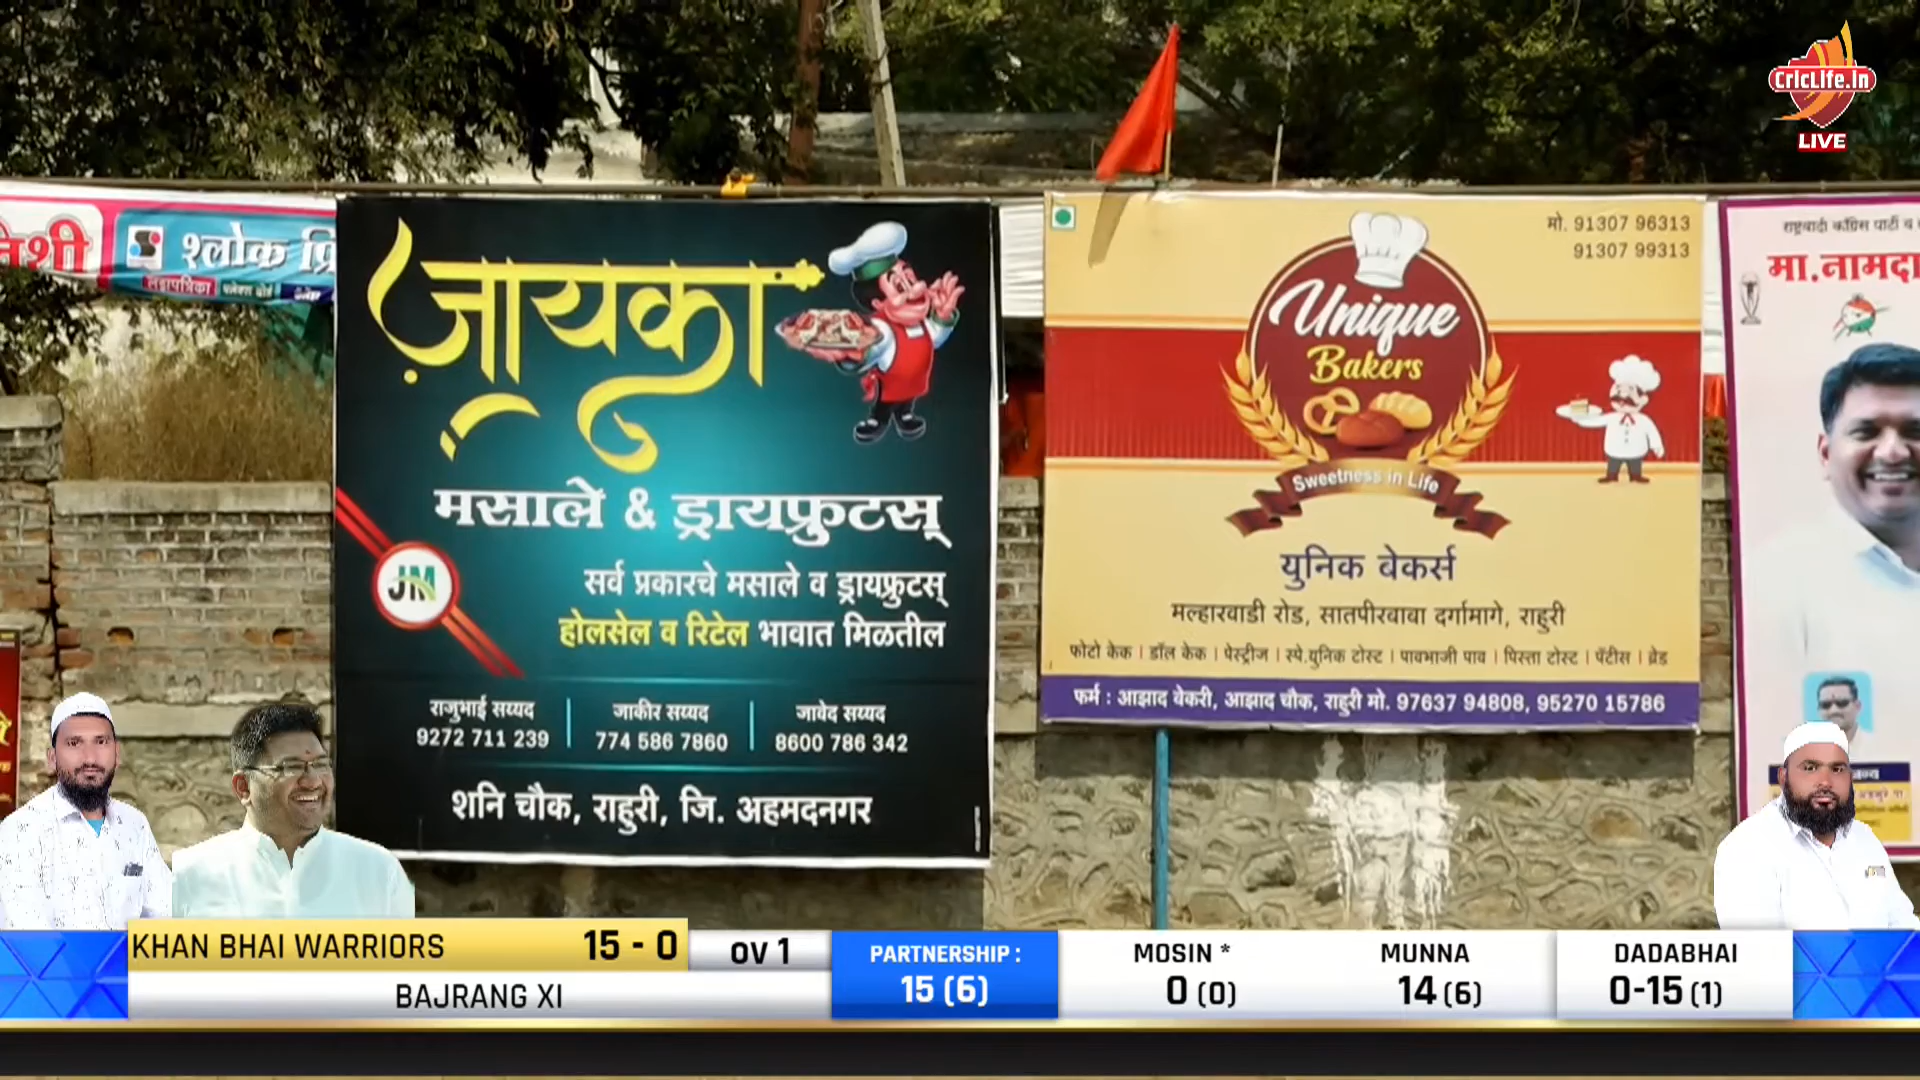 CricLife.in
LIVE
श्लोक
जायका
मसाले & ड्रायफ्रुटस्
JM
सर्व प्रकारचे मसाले व ड्रायफ्रुटस्
होलसेल व रिटेल भावात मिळतील
राजुभाई सय्यद
9272 711 239
जाकीर सय्यद
774 586 7860
जावेद सय्यद
8600 786 342
शनि चौक, राहुरी, जि. अहमदनगर
मो. 91307 96313
91307 99313
Unique
Bakers
Sweetness in Life
युनिक बेकर्स
मल्हारवाडी रोड, सातपीरबाबा दर्गामागे, राहुरी
फोटो केक | डॉल केक | पेस्ट्रीज | स्पे.युनिक टोस्ट | पावभाजी पाव | पिस्ता टोस्ट | पॅटीस | ब्रेड
फर्म : आझाद बेकरी, आझाद चौक, राहुरी मो. 97637 94808, 95270 15786
राष्ट्रवादी काँग्रेस पार्टी व
मा.नामदा
KHAN BHAI WARRIORS 15 - 0 OV 1
BAJRANG XI
PARTNERSHIP :
15 (6)
MOSIN * MUNNA DADABHAI
0 (0) 14 (6) 0-15 (1)